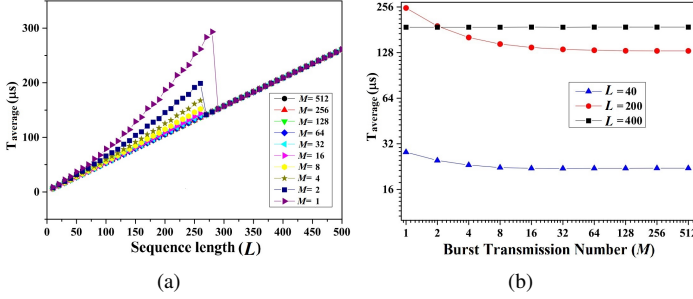 (a)
T_average (μs)
300
200
100
0
0 50 100 150 200 250 300 350 400 450 500
Sequence length (L)
M= 512
M= 256
M= 128
M= 64
M= 32
M= 16
M= 8
M= 4
M= 2
M= 1
(a)
(b)
T_average (μs)
256
128
64
32
16
1 2 4 8 16 32 64 128 256 512
Burst Transmission Number (M)
L = 40
L = 200
L = 400
(b)